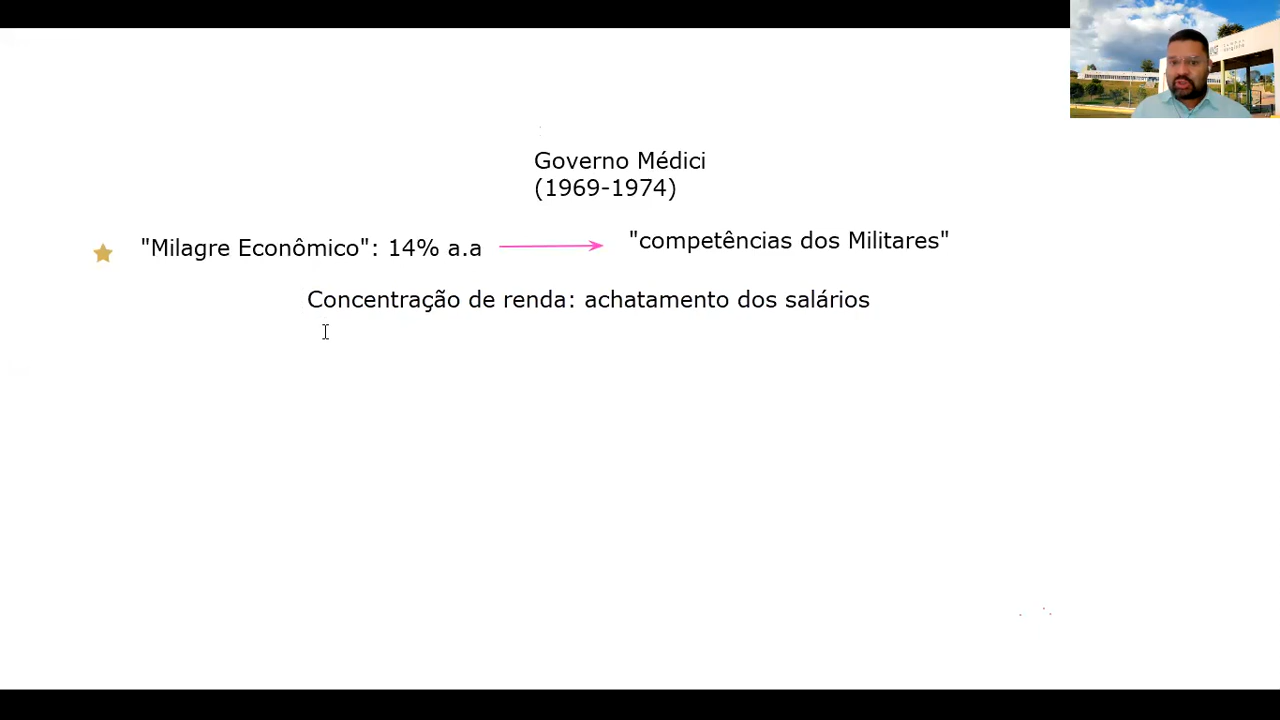 Governo Médici
(1969-1974)
"Milagre Econômico": 14% a.a
"competências dos Militares"
Concentração de renda: achatamento dos salários